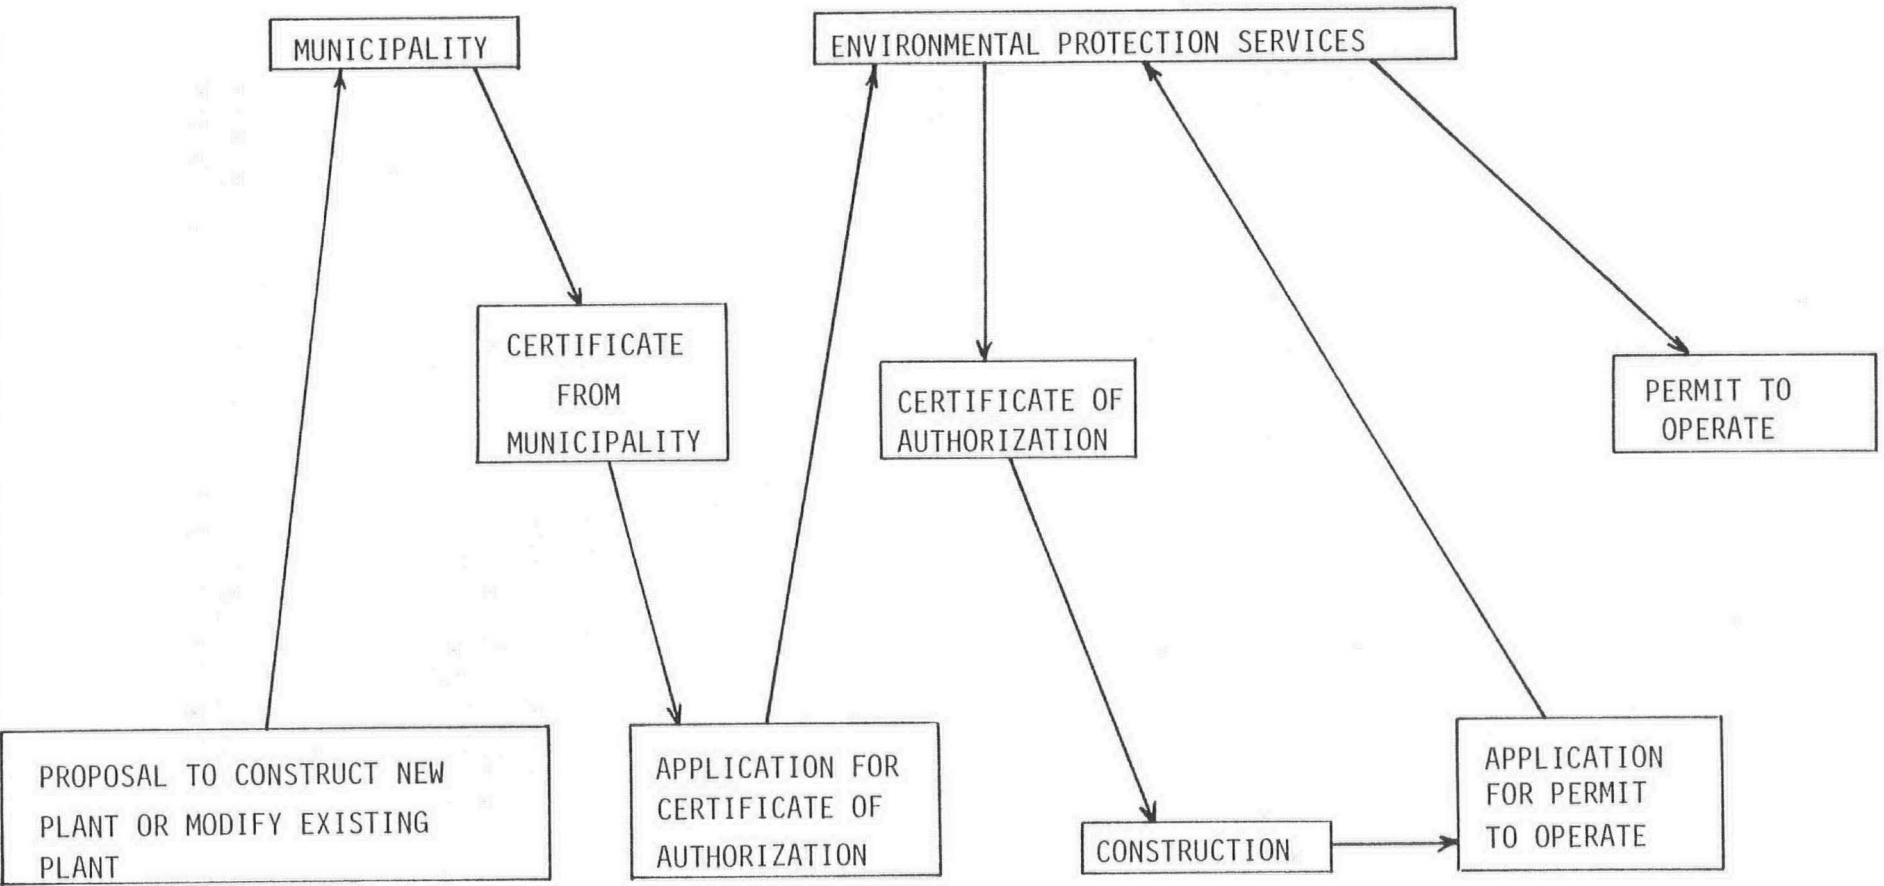 MUNICIPALITY
ENVIRONMENTAL PROTECTION SERVICES
CERTIFICATE
FROM
MUNICIPALITY
CERTIFICATE OF
AUTHORIZATION
PERMIT TO
OPERATE
PROPOSAL TO CONSTRUCT NEW
PLANT OR MODIFY EXISTING
PLANT
APPLICATION FOR
CERTIFICATE OF
AUTHORIZATION
CONSTRUCTION
APPLICATION
FOR PERMIT
TO OPERATE